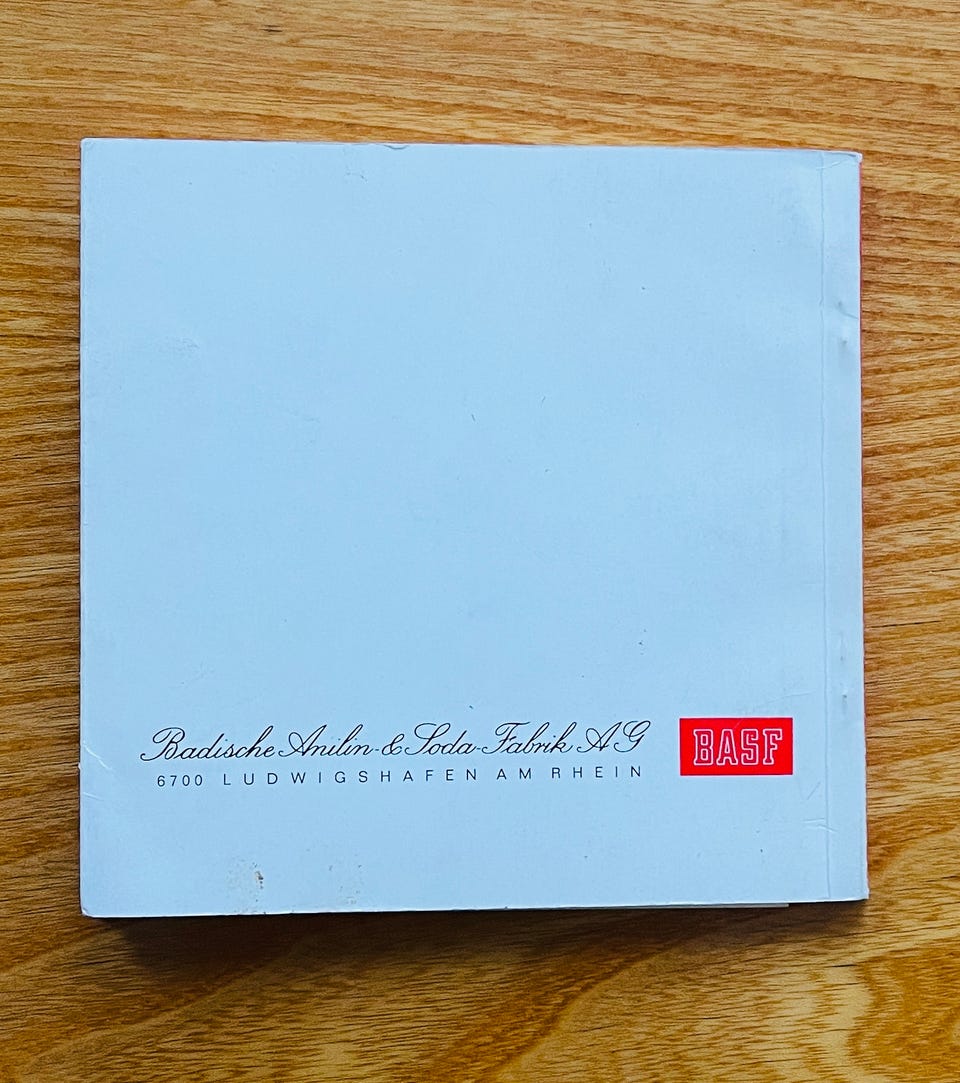 Badische Anilin- & Soda-Fabrik AG
6700 LUDWIGSHAFEN AM RHEIN
BASF